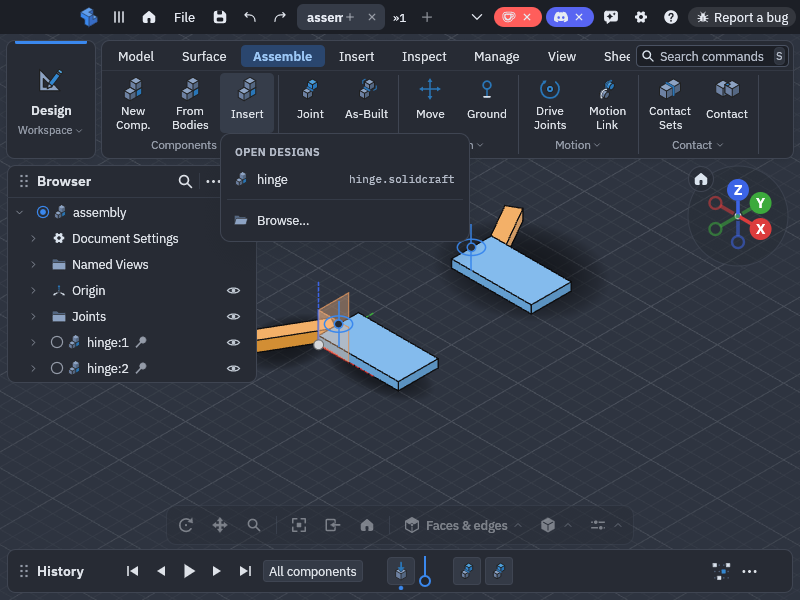 File
assem
»1
Report a bug
Design
Workspace
Model
Surface
Assemble
Insert
Inspect
Manage
View
Search commands
S
New
Comp.
From
Bodies
Insert
Joint
As-Built
Move
Ground
Drive
Joints
Motion
Link
Contact
Sets
Contact
Components
Motion
Contact
OPEN DESIGNS
hinge
hinge.solidcraft
Browse...
Browser
assembly
Document Settings
Named Views
Origin
Joints
hinge:1
hinge:2
Z
Y
X
Faces & edges
History
All components